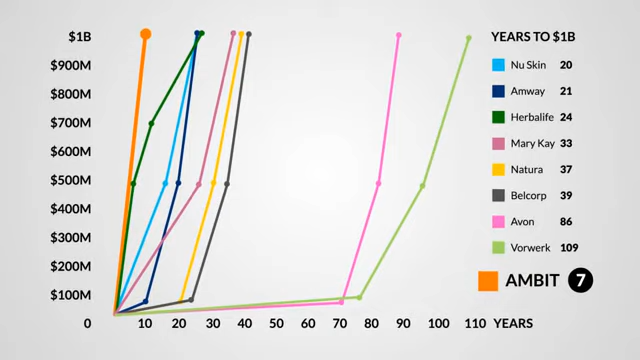 $1B
$900M
$800M
$700M
$600M
$500M
$400M
$300M
$200M
$100M
0
10 20 30 40 50 60 70 80 90 100 110 YEARS
YEARS TO $1B
Nu Skin 20
Amway 21
Herbalife 24
Mary Kay 33
Natura 37
Belcorp 39
Avon 86
Vorwerk 109
AMBIT 7